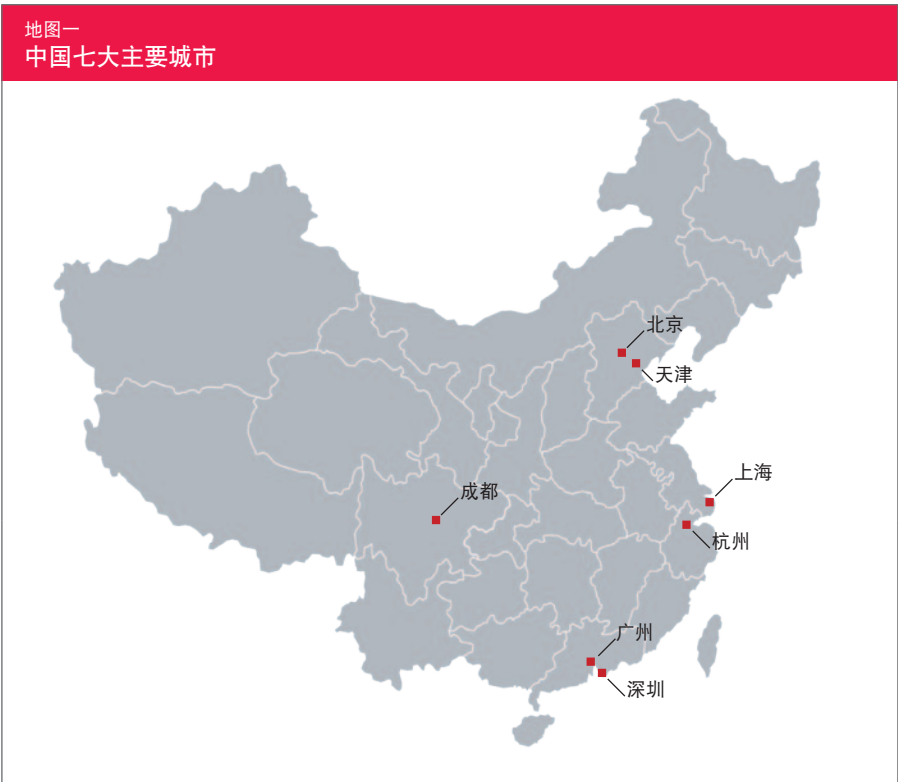 地图一
中国七大主要城市
北京
天津
上海
成都
杭州
广州
深圳